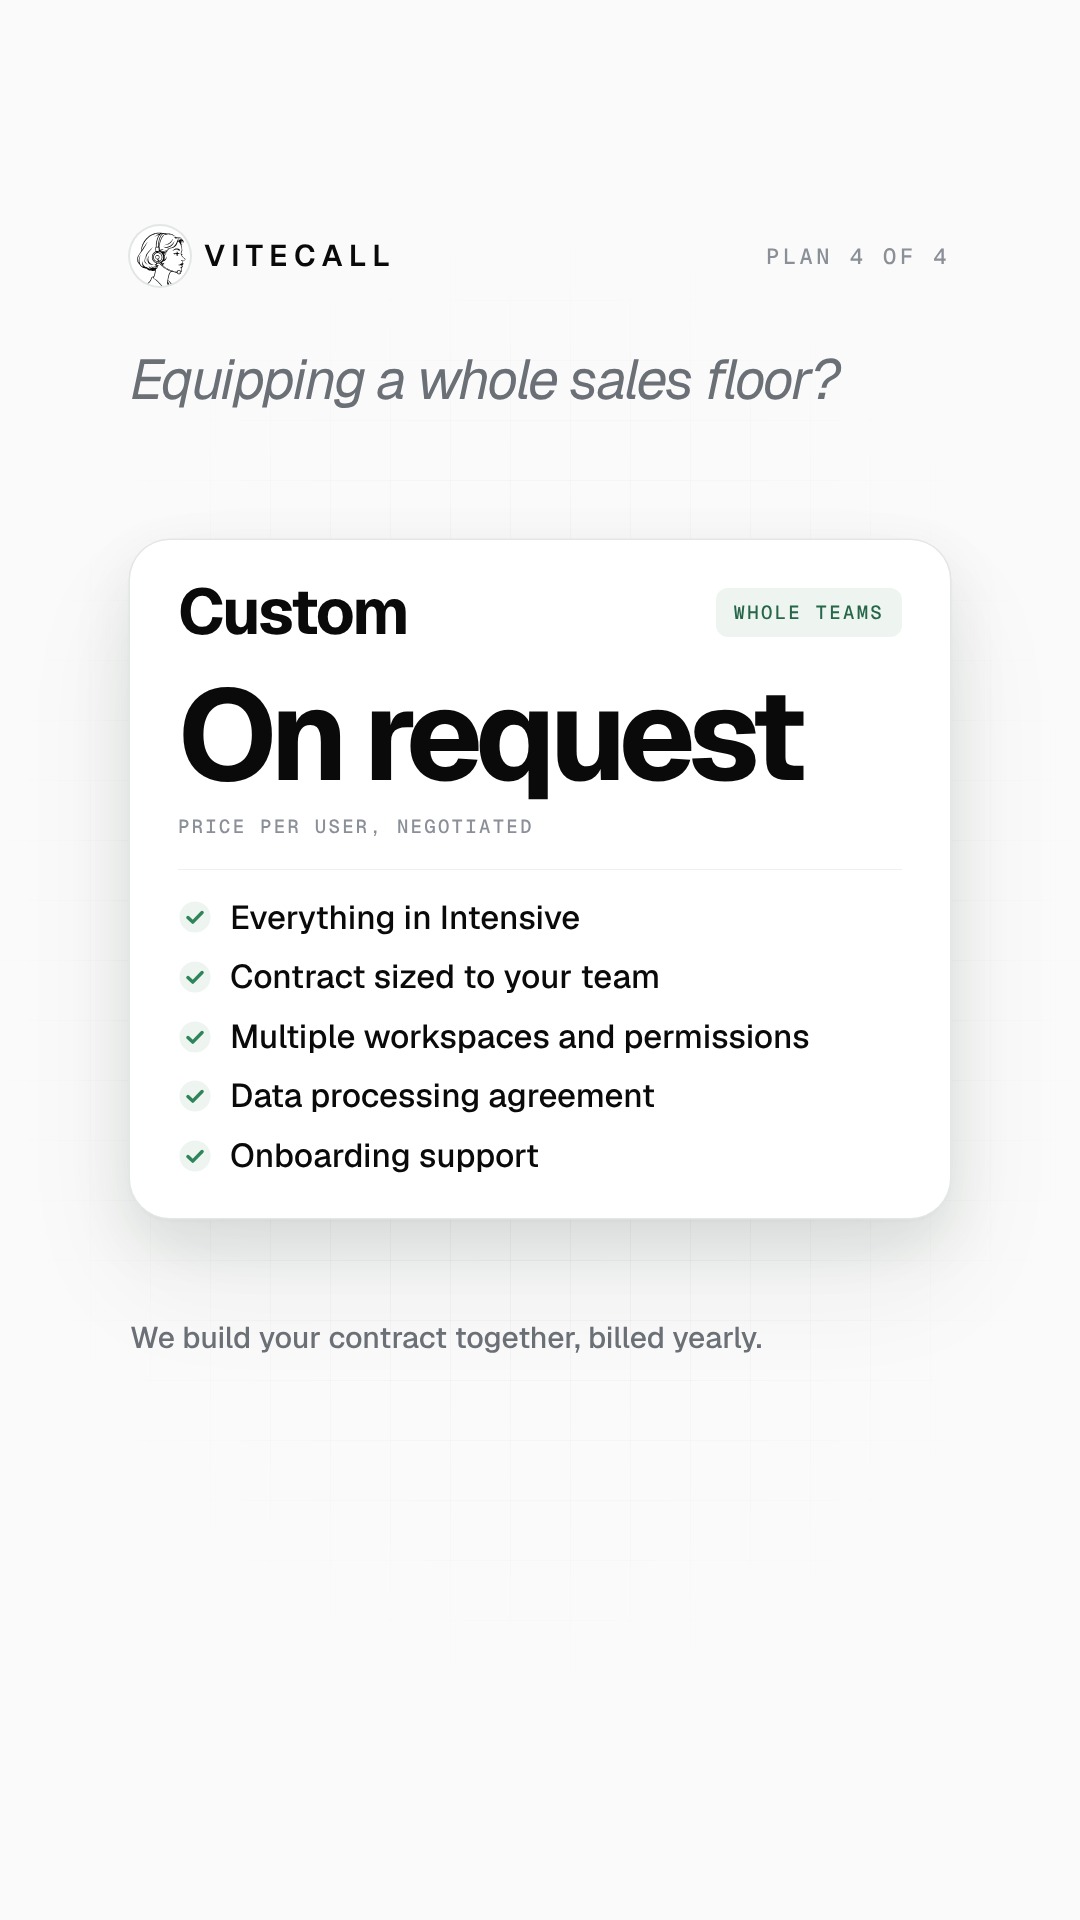 VITECALL
PLAN 4 OF 4
Equipping a whole sales floor?
Custom
WHOLE TEAMS
On request
PRICE PER USER, NEGOTIATED
Everything in Intensive
Contract sized to your team
Multiple workspaces and permissions
Data processing agreement
Onboarding support
We build your contract together, billed yearly.